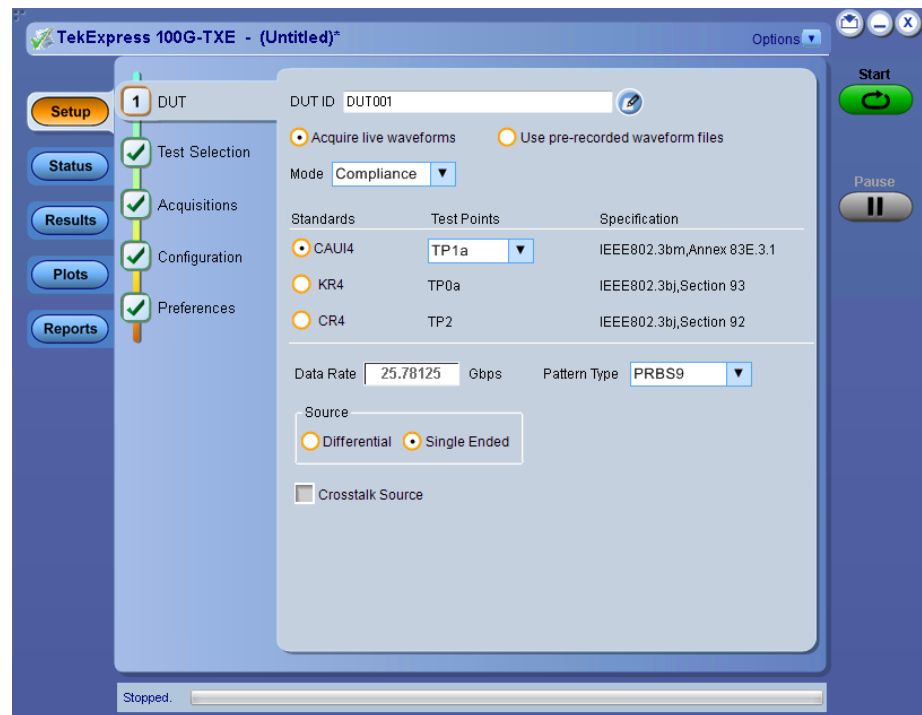 TekExpress 100G-TXE - (Untitled)*
Options
Start
Pause
Setup
Status
Results
Plots
Reports
1 DUT
Test Selection
Acquisitions
Configuration
Preferences
DUT ID DUT001
Acquire live waveforms Use pre-recorded waveform files
Mode Compliance
Standards Test Points Specification
CAUI4 TP1a IEEE802.3bm,Annex 83E.3.1
KR4 TP0a IEEE802.3bj,Section 93
CR4 TP2 IEEE802.3bj,Section 92
Data Rate 25.78125 Gbps Pattern Type PRBS9
Source
Differential Single Ended
Crosstalk Source
Stopped.